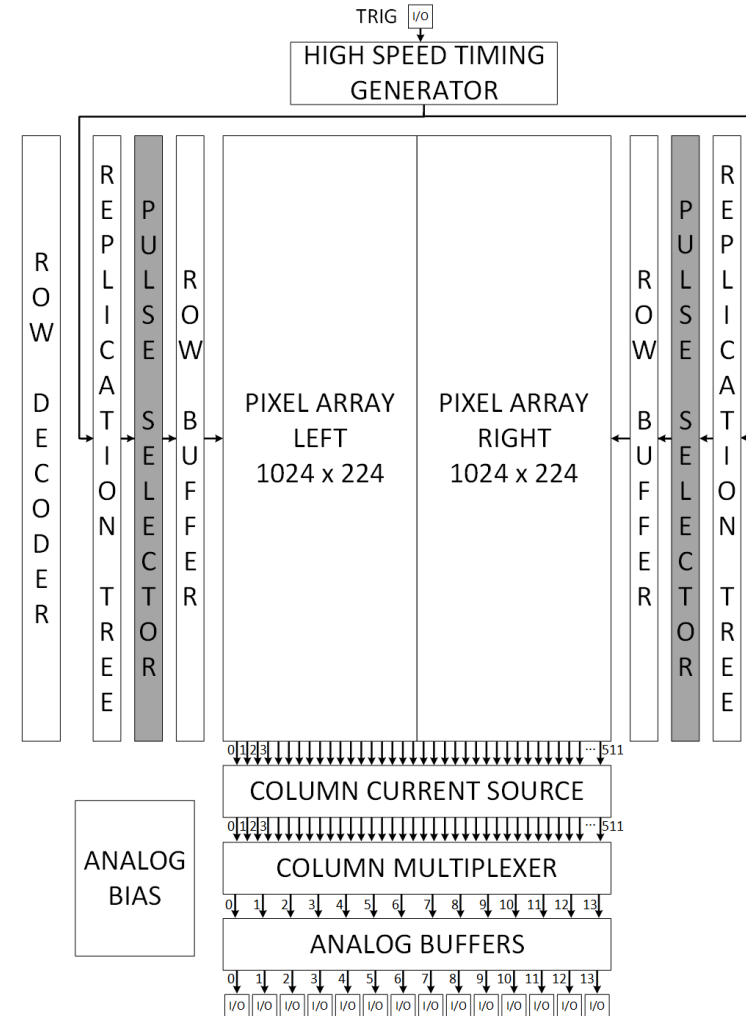 TRIG I/O
HIGH SPEED TIMING
GENERATOR
ROW DECODER
REPLICATION TREE
PULSE SELECTOR
ROW BUFFER
PIXEL ARRAY
LEFT
1024 x 224
PIXEL ARRAY
RIGHT
1024 x 224
ROW BUFFER
PULSE SELECTOR
REPLICATION TREE
0 1 2 3 ... 511
COLUMN CURRENT SOURCE
0 1 2 3 ... 511
COLUMN MULTIPLEXER
0 1 2 3 4 5 6 7 8 9 10 11 12 13
ANALOG BUFFERS
0 1 2 3 4 5 6 7 8 9 10 11 12 13
I/O I/O I/O I/O I/O I/O I/O I/O I/O I/O I/O I/O I/O I/O
ANALOG
BIAS